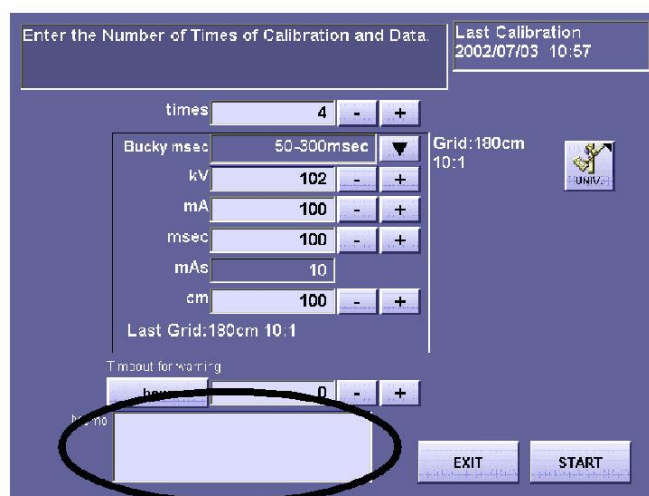 Enter the Number of Times of Calibration and Data.
Last Calibration
2002/07/03 10:57
times 4 - +
Bucky msec 50-300msec ▼
Grid:180cm
10:1
UNIV.
kV 102 - +
mA 100 - +
msec 100 - +
mAs 10
cm 100 - +
Last Grid:180cm 10:1
Timeout for warning
0 - +
EXIT START